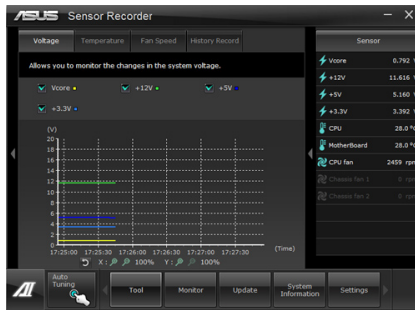 ASUS Sensor Recorder
Voltage Temperature Fan Speed History Record
Allows you to monitor the changes in the system voltage.
Vcore +12V +5V
+3.3V
(V)
20
18
16
14
12
10
8
6
4
2
0
17:25:00 17:25:30 17:26:00 17:26:30 17:27:00 17:27:30
(Time)
X : 100% Y : 100%
Sensor
Vcore 0.792
+12V 11.616
+5V 5.160
+3.3V 3.392
CPU 28.0 °
MotherBoard 28.0 °
CPU fan 2459 rpm
Chassis fan 1 0
Chassis fan 2 0
Auto Tuning
Tool
Monitor
Update
System Information
Settings